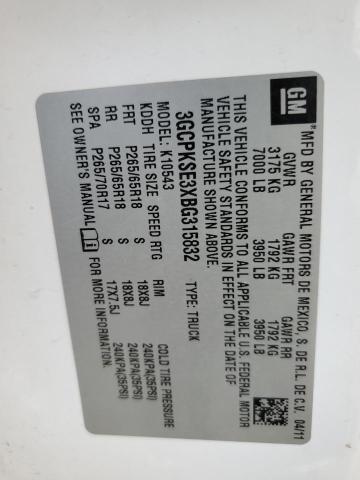 GM
MFD BY GENERAL MOTORS DE MEXICO, S. DE R.L. DE C.V. 04/11
GVWR GAWR FRT GAWR RR
3175 KG 1792 KG 1792 KG
7000 LB 3950 LB 3950 LB
THIS VEHICLE CONFORMS TO ALL APPLICABLE U.S. FEDERAL MOTOR
VEHICLE SAFETY STANDARDS IN EFFECT ON THE DATE OF
MANUFACTURE SHOWN ABOVE.
3GCPKSE3XBG315832 TYPE: TRUCK
MODEL: K10543
KDDH TIRE SIZE SPEED RTG RIM COLD TIRE PRESSURE
FRT P265/65R18 S 18X8J 240KPA(35PSI)
RR P265/65R18 S 18X8J 240KPA(35PSI)
SPA P265/70R17 S 17X7.5J 240KPA(35PSI)
SEE OWNER'S MANUAL FOR MORE INFORMATION.